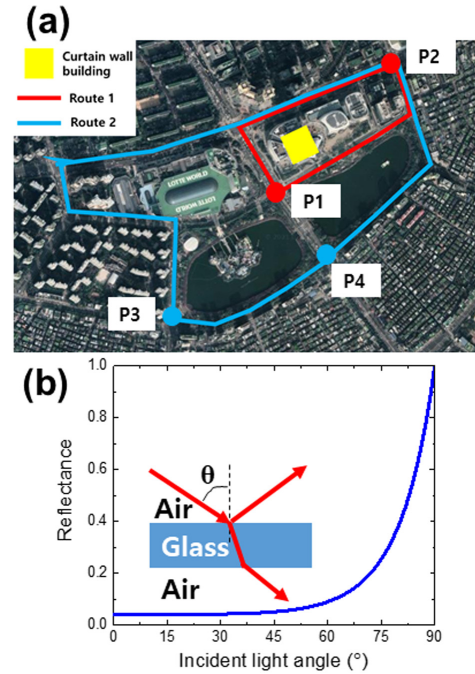 (a)
Curtain wall
building
Route 1
Route 2
P2
LOTTE WORLD
LOTTE WORLD
P1
P4
P3
(b)
1.0
0.8
0.6
0.4
0.2
0.0
Reflectance
θ
Air
Glass
Air
0 15 30 45 60 75 90
Incident light angle (°)